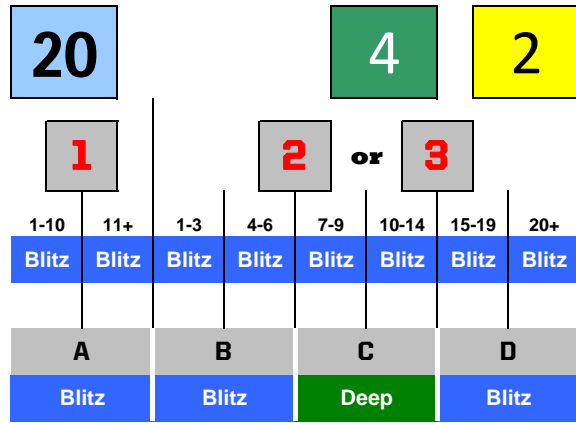 20 4 2
1 2 or 3
1-10 11+ 1-3 4-6 7-9 10-14 15-19 20+
Blitz Blitz Blitz Blitz Blitz Blitz Blitz Blitz
A B C D
Blitz Blitz Deep Blitz